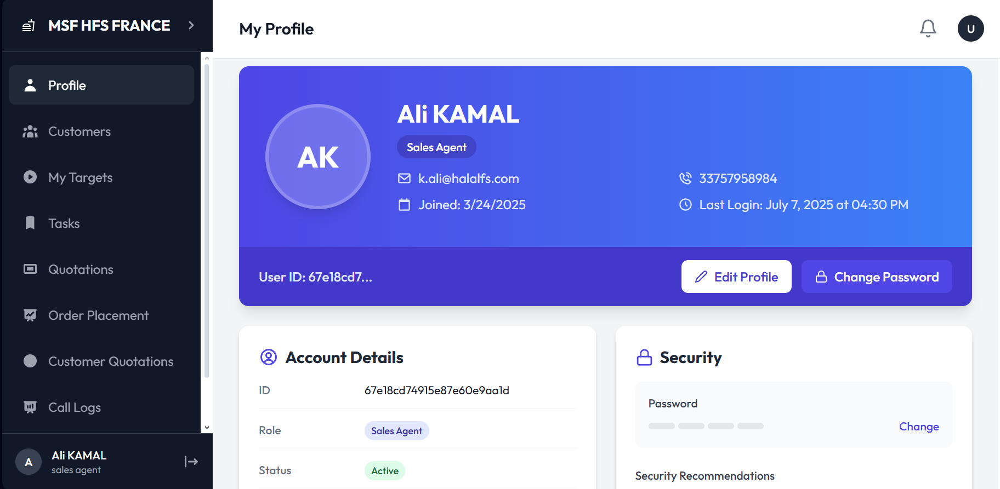 MSF HFS FRANCE
Profile
Customers
My Targets
Tasks
Quotations
Order Placement
Customer Quotations
Call Logs
A
Ali KAMAL
sales agent
My Profile
U
AK
Ali KAMAL
Sales Agent
k.ali@halalfs.com
33757958984
Joined: 3/24/2025
Last Login: July 7, 2025 at 04:30 PM
User ID: 67e18cd7...
Edit Profile
Change Password
Account Details
ID
67e18cd74915e87e60e9aa1d
Role
Sales Agent
Status
Active
Security
Password
Change
Security Recommendations